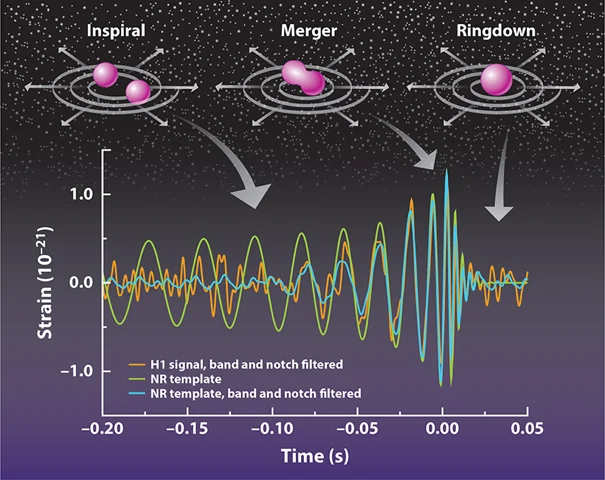 Inspiral
Merger
Ringdown
Strain (10⁻²¹)
1.0
0.0
–1.0
H1 signal, band and notch filtered
NR template
NR template, band and notch filtered
–0.20
–0.15
–0.10
–0.05
0.00
0.05
Time (s)